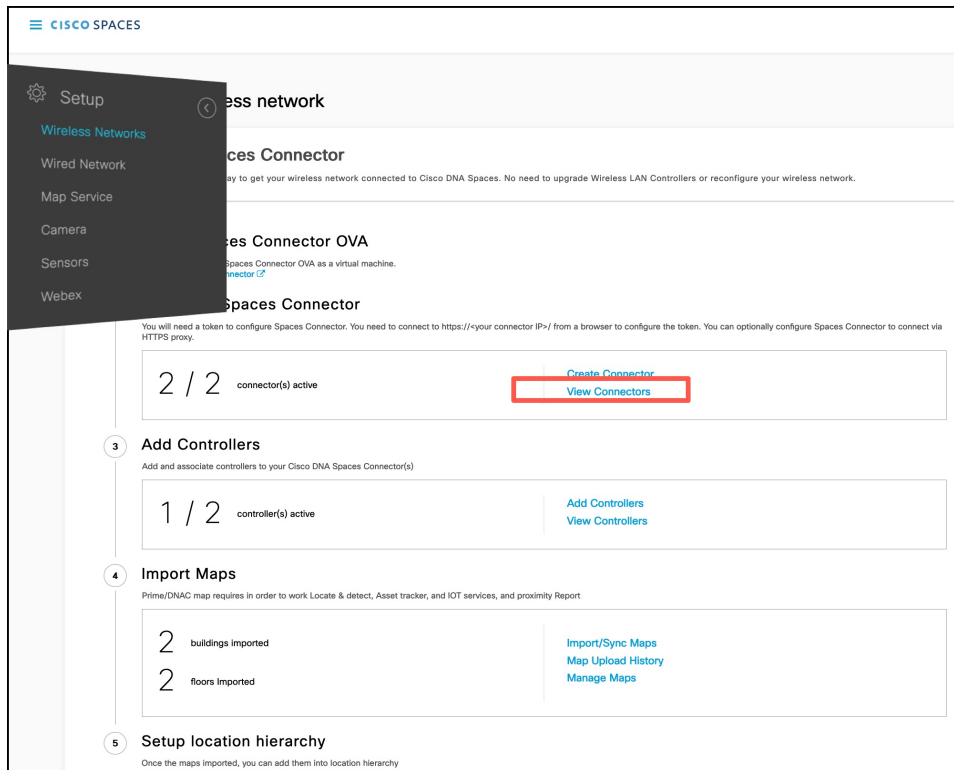 CISCO SPACES
Setup
Wireless Networks
Wired Network
Map Service
Camera
Sensors
Webex
ess network
ces Connector
ay to get your wireless network connected to Cisco DNA Spaces. No need to upgrade Wireless LAN Controllers or reconfigure your wireless network.
ces Connector OVA
Spaces Connector OVA as a virtual machine.
nnector
Spaces Connector
You will need a token to configure Spaces Connector. You need to connect to https://<your connector IP>/ from a browser to configure the token. You can optionally configure Spaces Connector to connect via
HTTPS proxy.
2 / 2 connector(s) active
Create Connector
View Connectors
3 Add Controllers
Add and associate controllers to your Cisco DNA Spaces Connector(s)
1 / 2 controller(s) active
Add Controllers
View Controllers
4 Import Maps
Prime/DNAC map requires in order to work Locate & detect, Asset tracker, and IOT services, and proximity Report
2 buildings imported
2 floors Imported
Import/Sync Maps
Map Upload History
Manage Maps
5 Setup location hierarchy
Once the maps imported, you can add them into location hierarchy